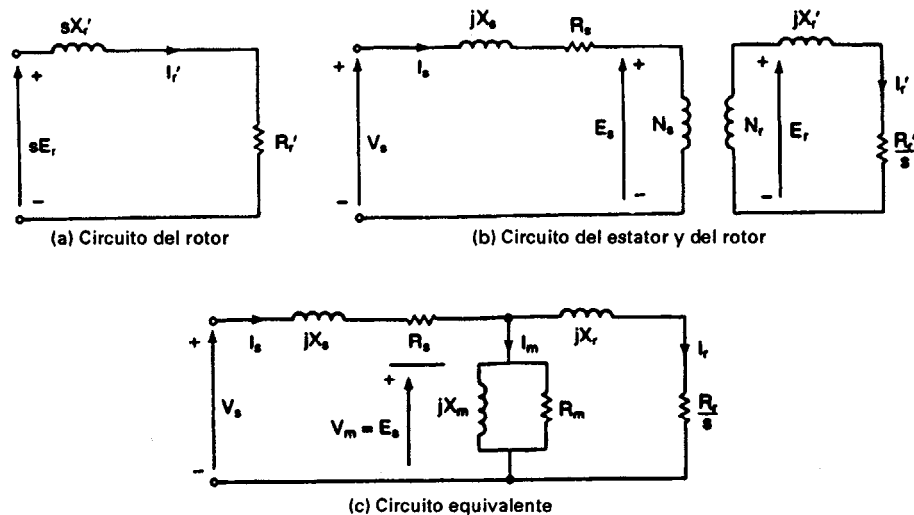 sX_r'
I_r'
+
sE_r
−
R_r'
(a) Circuito del rotor
jX_s
R_s
+
I_s
V_s
−
+
E_s
−
N_s
N_r
jX_r'
+
E_r
−
I_r'
R_r'/s
(b) Circuito del estator y del rotor
+
I_s
jX_s
R_s
V_s
−
+
V_m = E_s
I_m
jX_m
R_m
jX_r
I_r
R_r/s
(c) Circuito equivalente